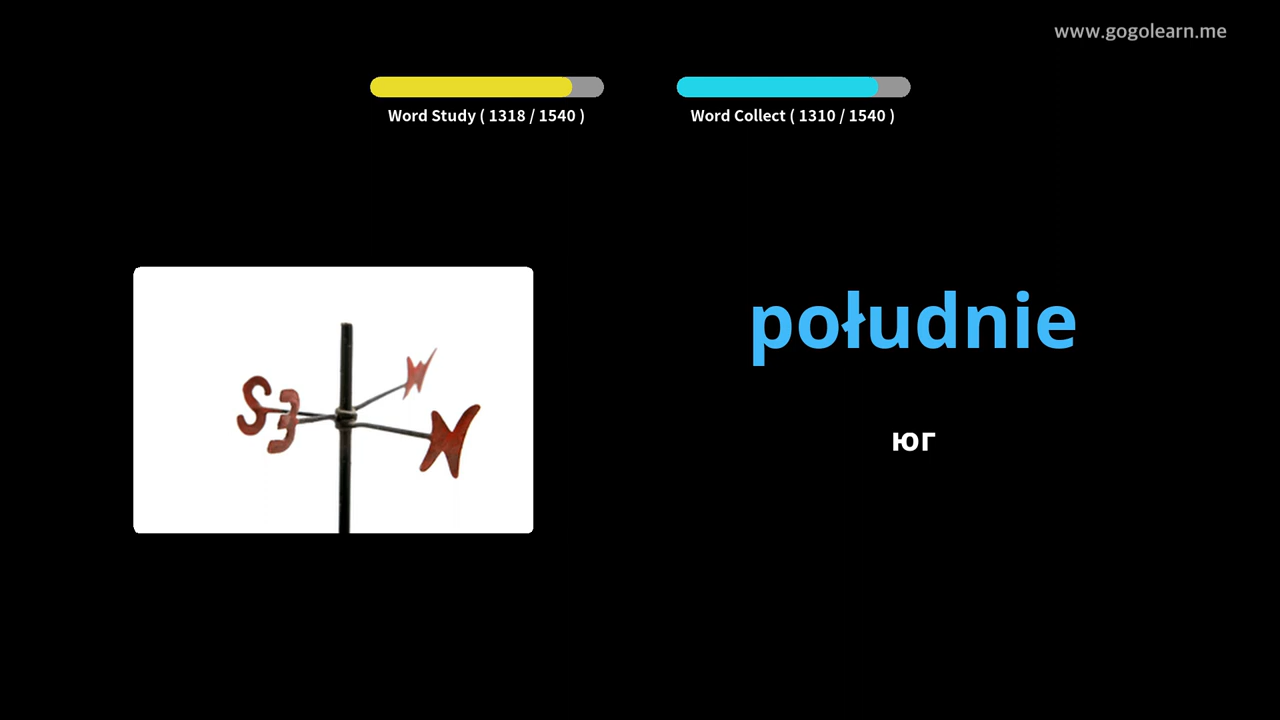 www.gogolearn.me
Word Study ( 1318 / 1540 )
Word Collect ( 1310 / 1540 )
S E N
południe
юг